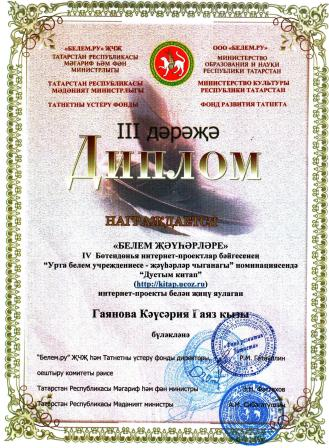 «БЕЛЕМ.РУ» ҖЧҖ
ТАТАРСТАН РЕСПУБЛИКАСЫ
МӘГАРИФ ҺӘМ ФӘН
МИНИСТРЛЫГЫ
ТАТАРСТАН РЕСПУБЛИКАСЫ
МӘДӘНИЯТ МИНИСТРЛЫГЫ
ТАТНЕТНЫ ҮСТЕРҮ ФОНДЫ
ООО «БЕЛЕМ.РУ»
МИНИСТЕРСТВО
ОБРАЗОВАНИЯ И НАУКИ
РЕСПУБЛИКИ ТАТАРСТАН
МИНИСТЕРСТВО КУЛЬТУРЫ
РЕСПУБЛИКИ ТАТАРСТАН
ФОНД РАЗВИТИЯ ТАТНЕТА
III дәрәҗә
Диплом
НАГРАЖДАЕТСЯ
«БЕЛЕМ ҖӘҮҺӘРЛӘРЕ»
IV Бөтендөнья интернет-проектлар бәйгесенең
“Урта белем учреждениесе - җәүһәрләр чыганагы” номинациясендә
“Дустым китап”
(http://kitap.ucoz.ru)
интернет-проекты белән җиңү яулаган
Гаянова Кәүсәрия Гаяз кызы
бүләкләнә
"Белем.ру" ҖЧҖ һәм Татнетны үстерү фонды директоры,
оештыру комитеты рәисе
Татарстан Республикасы Мәгариф һәм фән министры
Татарстан Республикасы Мәдәният министры